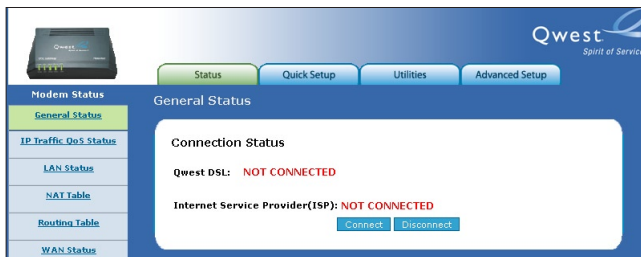 Qwest
Spirit of Service
Qwest
Status
Quick Setup
Utilities
Advanced Setup
Modem Status
General Status
General Status
IP Traffic QoS Status
LAN Status
NAT Table
Routing Table
WAN Status
Connection Status
Qwest DSL: NOT CONNECTED
Internet Service Provider(ISP): NOT CONNECTED
Connect
Disconnect